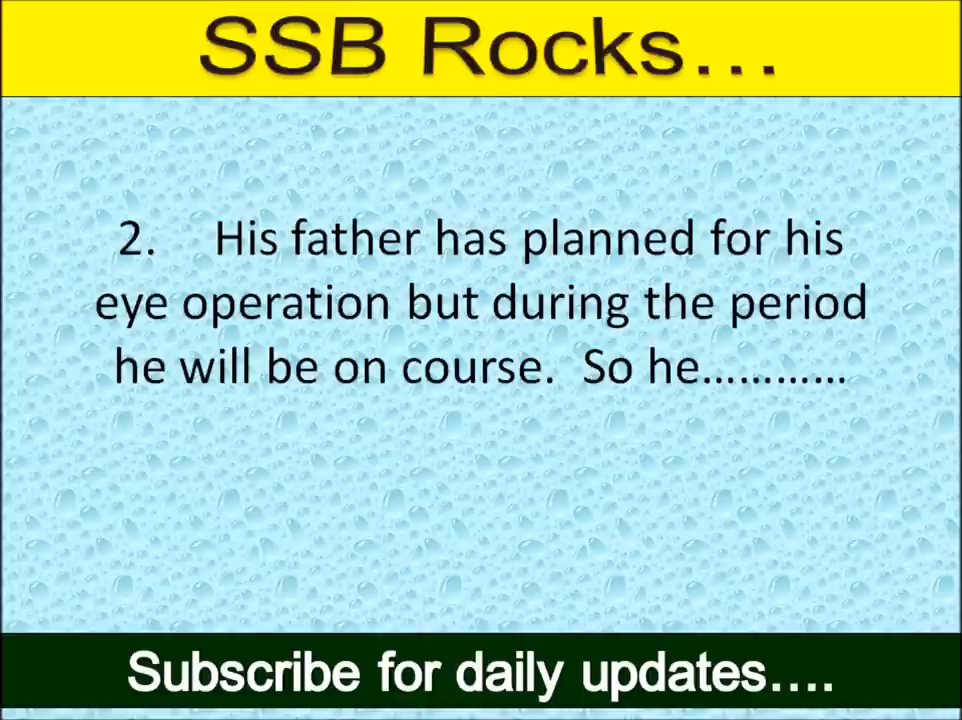 SSB Rocks...
2. His father has planned for his
eye operation but during the period
he will be on course. So he............
Subscribe for daily updates....